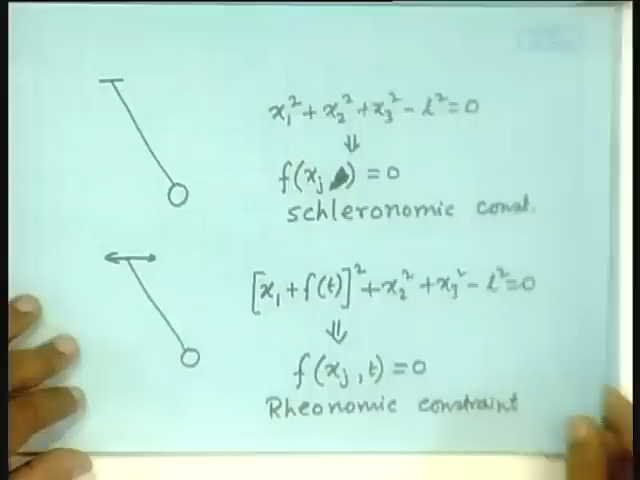 x₁² + x₂² + x₃² - l² = 0
⇓
f(xⱼ ) = 0
schleronomic const.
[x₁ + f(t)]² + x₂² + x₃² - l² = 0
⇓
f(xⱼ, t) = 0
Rheonomic constraint